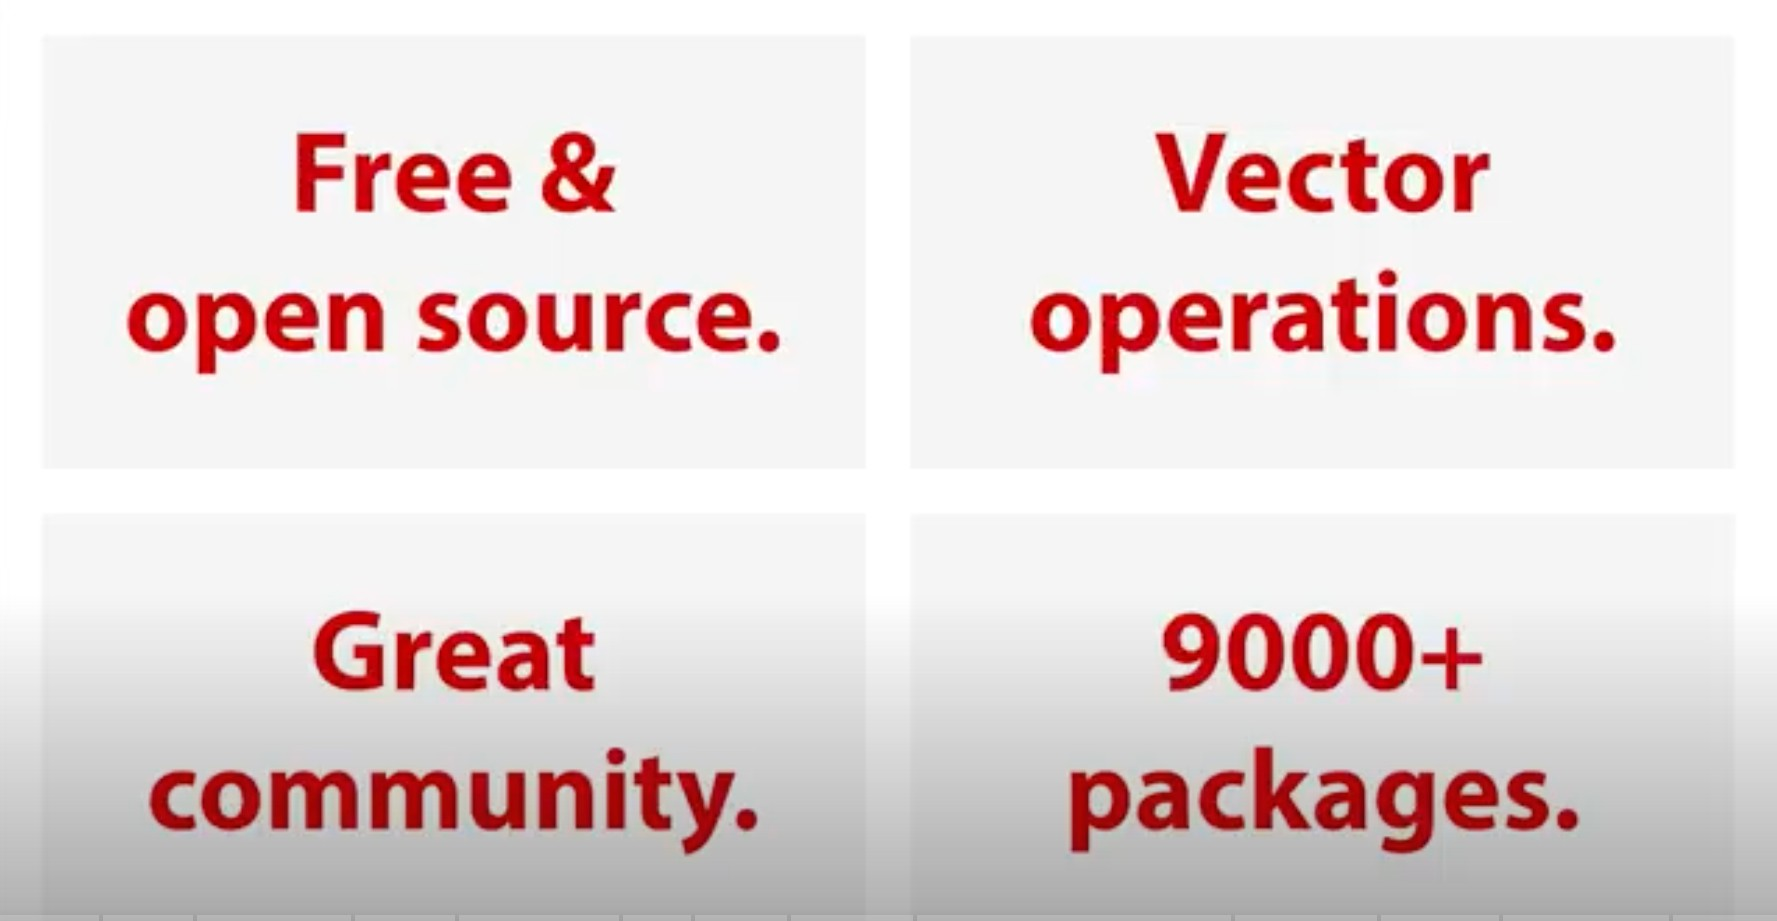 Free &
open source.
Vector
operations.
Great
community.
9000+
packages.